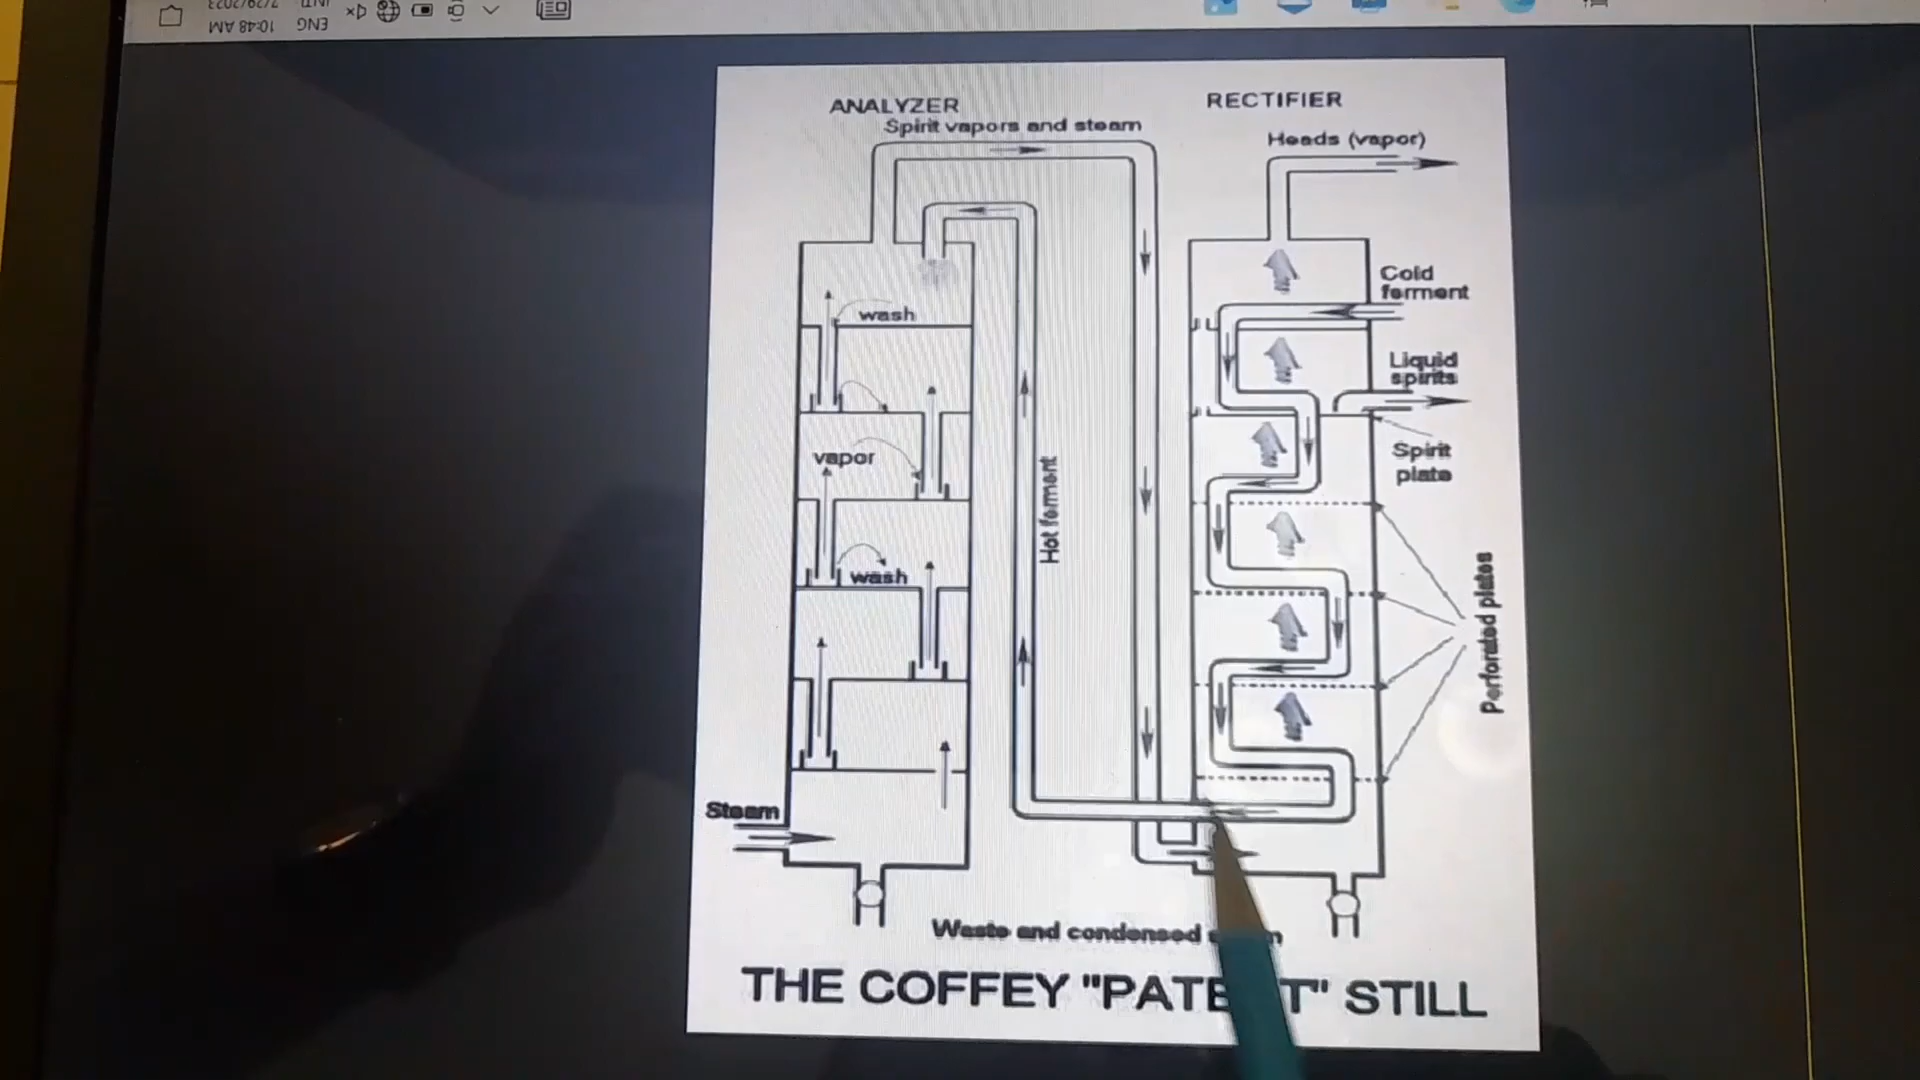 10:48 AM
ENG
ANALYZER
Spirit vapors and steam
RECTIFIER
Heads (vapor)
Cold
ferment
wash
Liquid
spirits
vapor
Spirit
plate
Hot ferment
wash
Perforated plates
Steam
Waste and condensed
THE COFFEY "PATE T" STILL